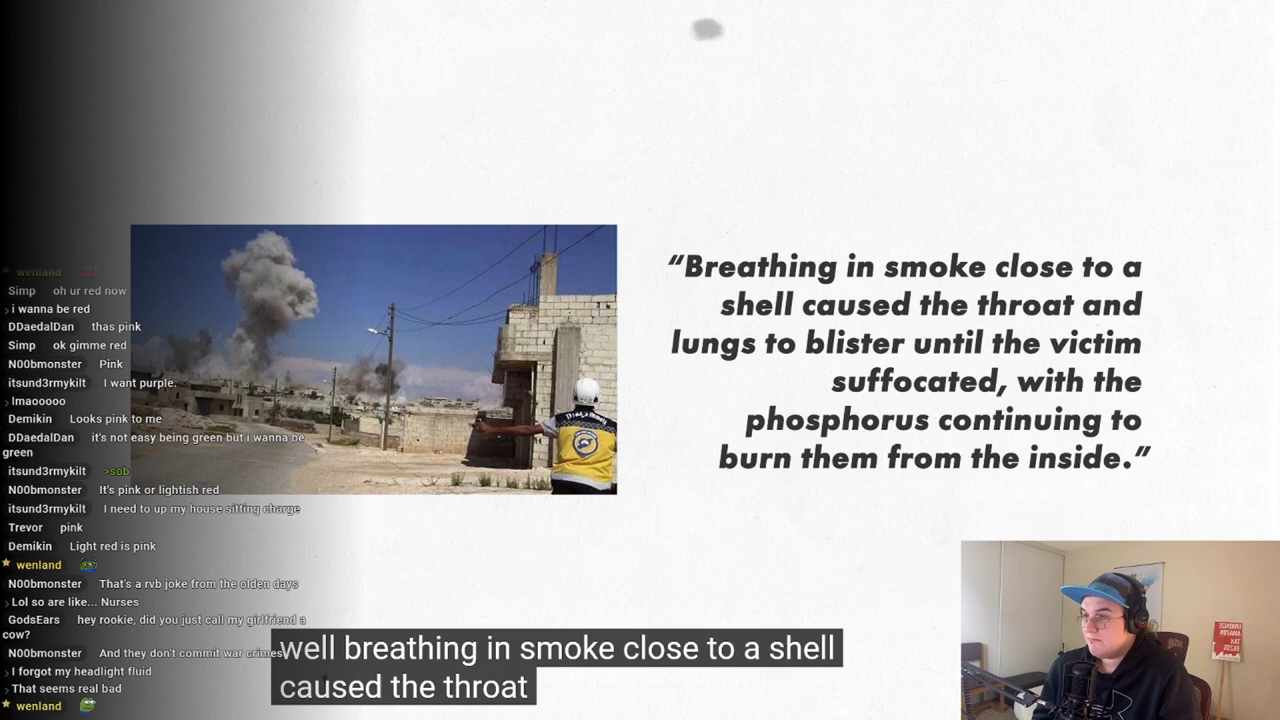 wenland
Simp oh ur red now
i wanna be red
DDaedalDan thas pink
Simp ok gimme red
N00bmonster Pink
itsund3rmykilt I want purple.
lmaooooo
Demikin Looks pink to me
DDaedalDan it's not easy being green but i wanna be
green
itsund3rmykilt >sob
N00bmonster It's pink or lightish red
itsund3rmykilt I need to up my house sitting charge
Trevor pink
Demikin Light red is pink
wenland
N00bmonster That's a rvb joke from the olden days
Lol so are like... Nurses
GodsEars hey rookie, did you just call my girlfriend a
cow?
N00bmonster And they don't commit war crimes
I forgot my headlight fluid
That seems real bad
wenland
“Breathing in smoke close to a
shell caused the throat and
lungs to blister until the victim
suffocated, with the
phosphorus continuing to
burn them from the inside.”
well breathing in smoke close to a shell
caused the throat